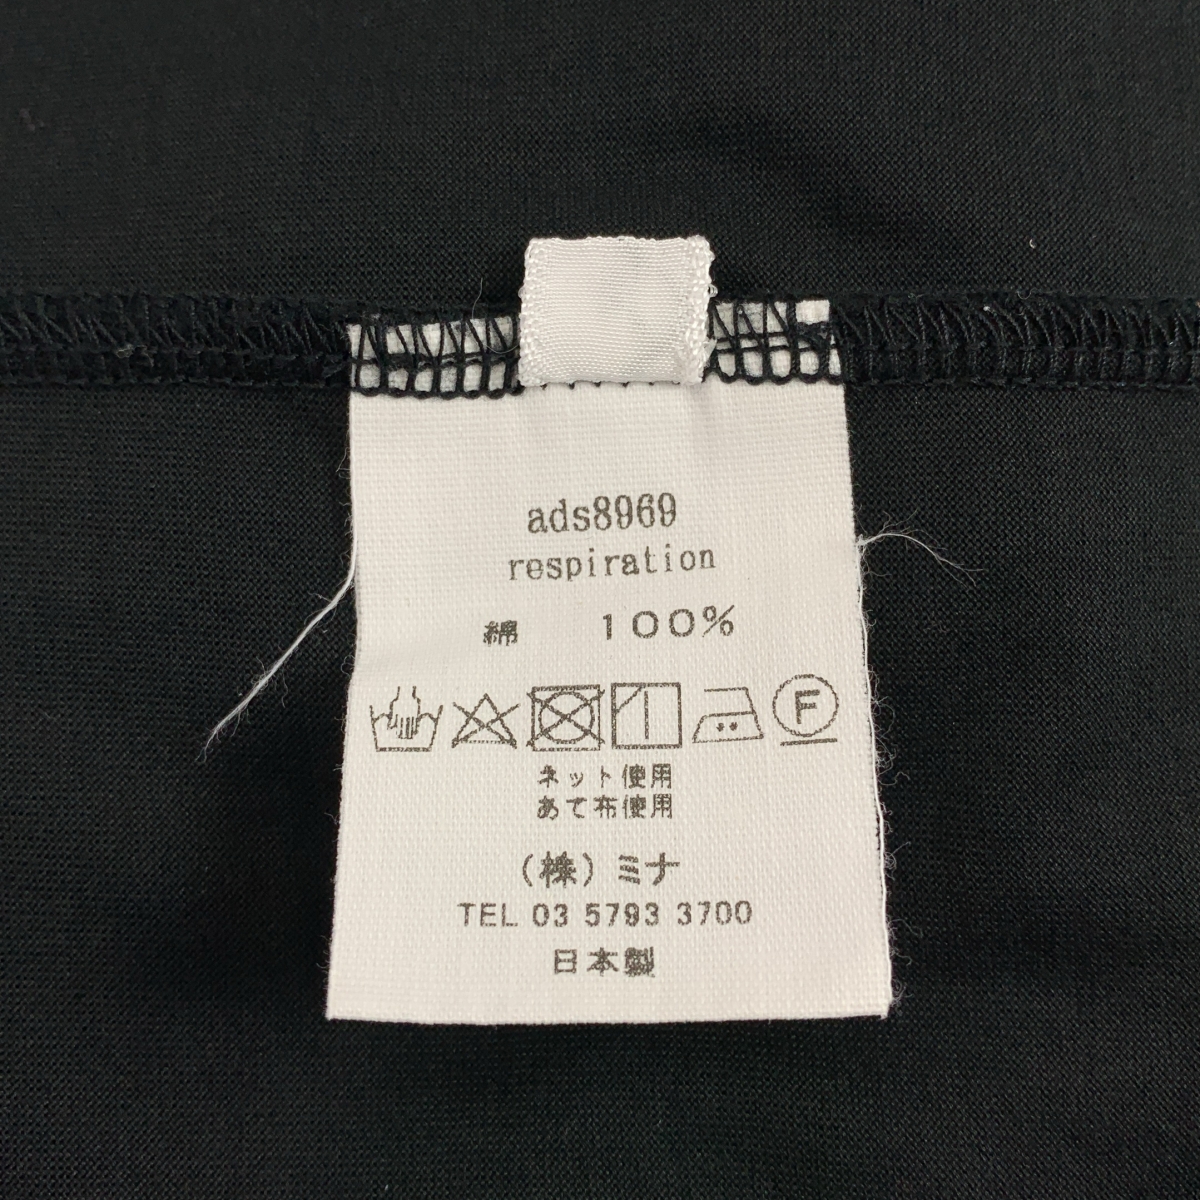 ads8969
respiration
綿 100%
F
ネット使用
あて布使用
(株)ミナ
TEL 03 5793 3700
日本製